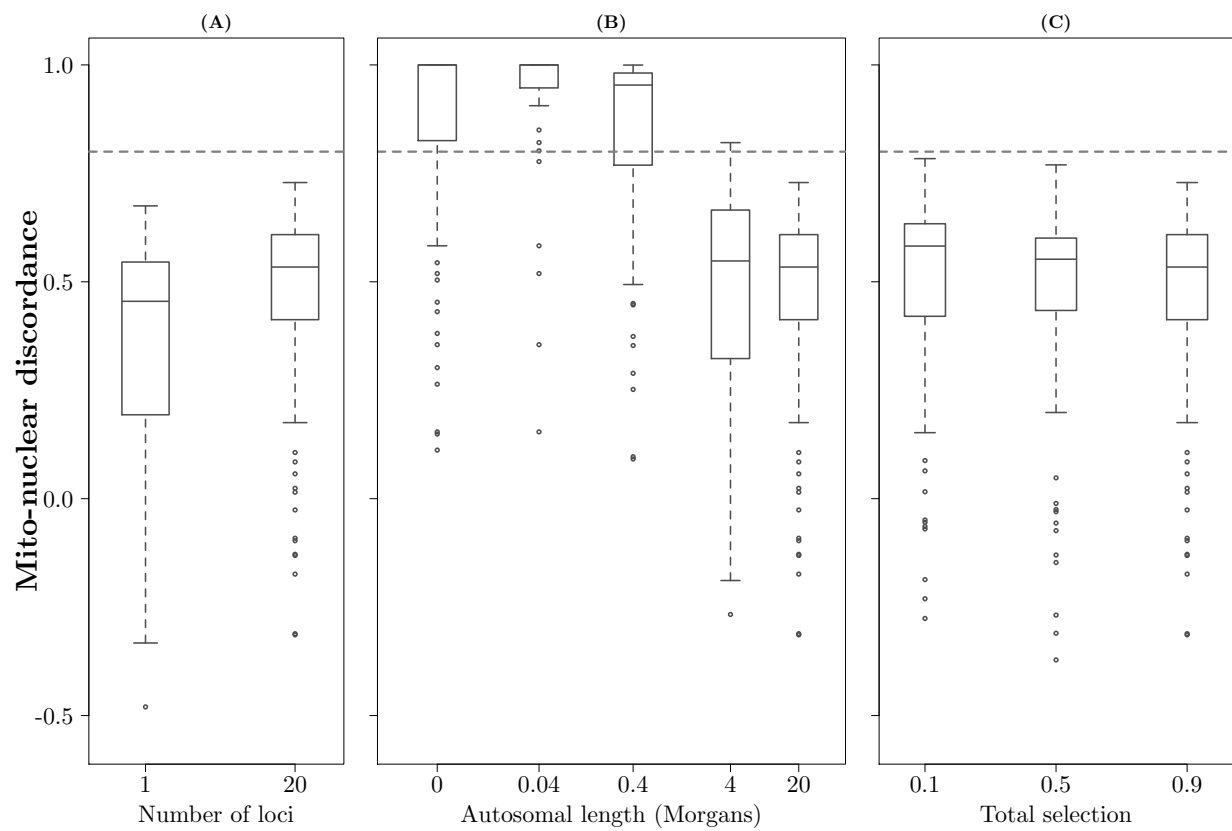 (A) (B) (C)
Mito-nuclear discordance
1.0
0.5
0.0
-0.5
1 20 0 0.04 0.4 4 20 0.1 0.5 0.9
Number of loci Autosomal length (Morgans) Total selection